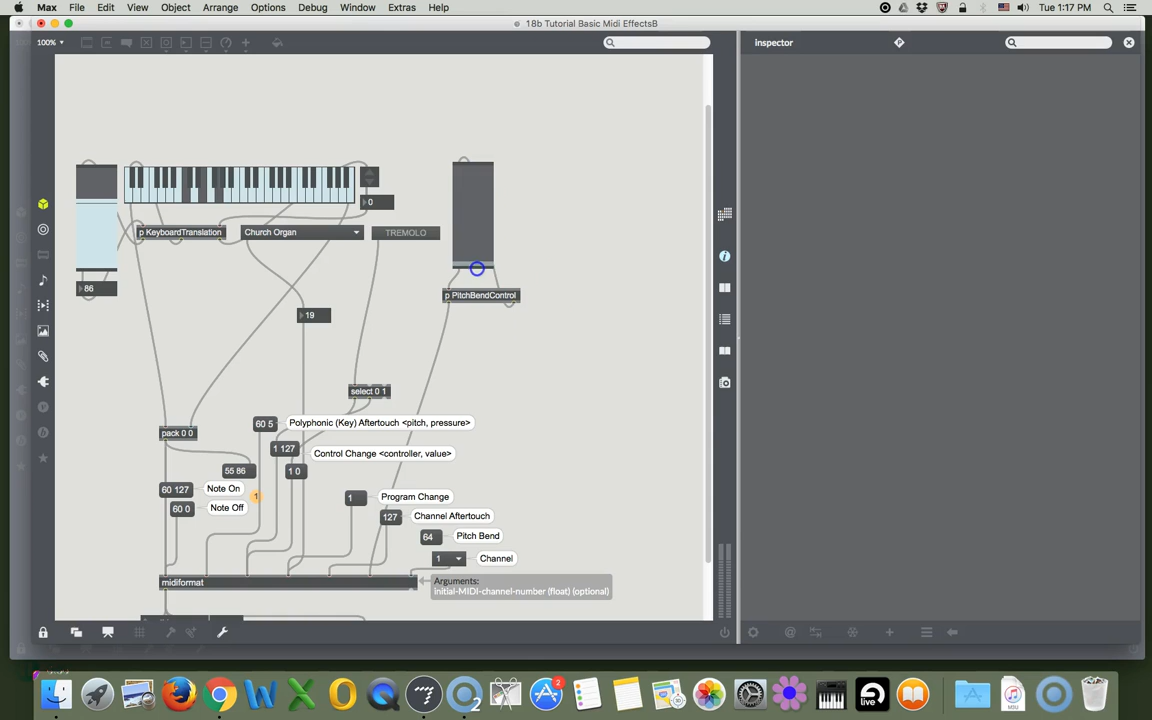 Max File Edit View Object Arrange Options Debug Window Extras Help
Tue 1:17 PM
18b Tutorial Basic Midi EffectsB
100%
inspector
0
p KeyboardTranslation
Church Organ
TREMOLO
86
p PitchBendControl
19
select 0 1
60 5
Polyphonic (Key) Aftertouch <pitch, pressure>
pack 0 0
1 127
Control Change <controller, value>
55 86
1 0
60 127
Note On
1
1
Program Change
60 0
Note Off
127
Channel Aftertouch
64
Pitch Bend
1
Channel
midiformat
Arguments:
initial-MIDI-channel-number (float) (optional)
2
2
live